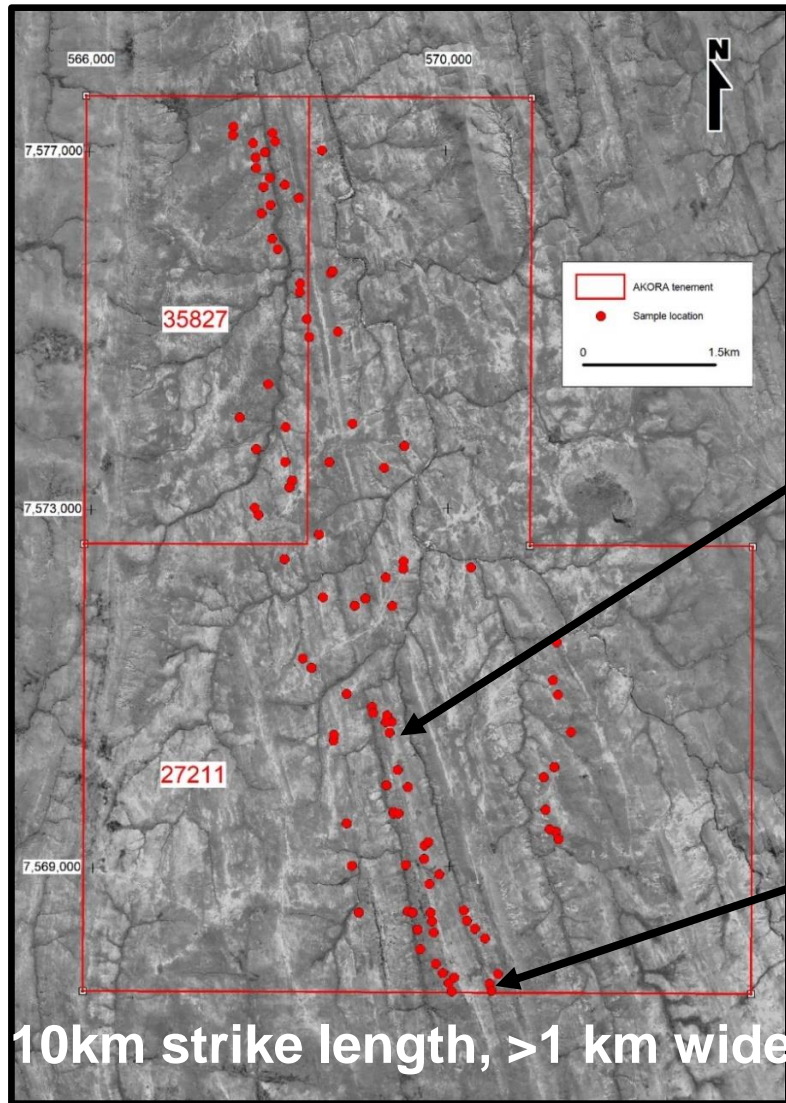 566,000
570,000
N
7,577,000
35827
AKORA tenement
Sample location
0
1.5km
7,573,000
27211
7,569,000
10km strike length, >1 km wide